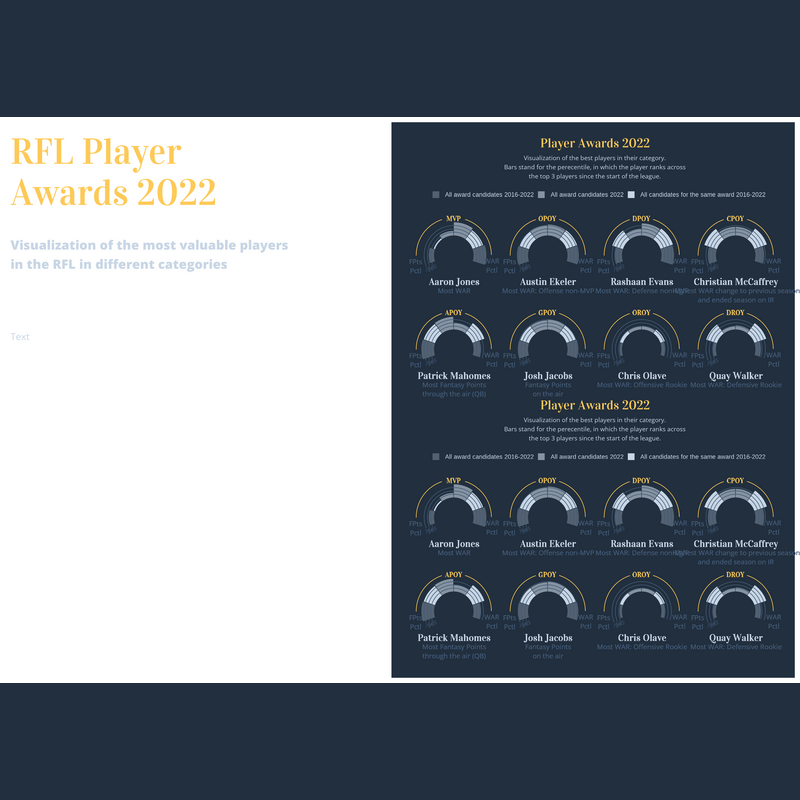 RFL Player
Awards 2022
Visualization of the most valuable players
in the RFL in different categories
Text
Player Awards 2022
Visualization of the best players in their category.
Bars stand for the perecentile, in which the player ranks across
the top 3 players since the start of the league.
All award candidates 2016-2022 All award candidates 2022 All candidates for the same award 2016-2022
MVP OPOY DPOY CPOY
FPts WAR FPts WAR FPts WAR FPts WAR
Pctl Pctl Pctl Pctl Pctl Pctl Pctl Pctl
Aaron Jones Austin Ekeler Rashaan Evans Christian McCaffrey
Most WAR Most WAR: Offense non-MVP Most WAR: Defense non-MVP Most WAR change to previous season
and ended season on IR
APOY GPOY OROY DROY
FPts WAR FPts WAR FPts WAR FPts WAR
Pctl Pctl Pctl Pctl Pctl Pctl Pctl Pctl
Patrick Mahomes Josh Jacobs Chris Olave Quay Walker
Most Fantasy Points Fantasy Points Most WAR: Offensive Rookie Most WAR: Defensive Rookie
through the air (QB) on the air
Player Awards 2022
Visualization of the best players in their category.
Bars stand for the perecentile, in which the player ranks across
the top 3 players since the start of the league.
All award candidates 2016-2022 All award candidates 2022 All candidates for the same award 2016-2022
MVP OPOY DPOY CPOY
FPts WAR FPts WAR FPts WAR FPts WAR
Pctl Pctl Pctl Pctl Pctl Pctl Pctl Pctl
Aaron Jones Austin Ekeler Rashaan Evans Christian McCaffrey
Most WAR Most WAR: Offense non-MVP Most WAR: Defense non-MVP Most WAR change to previous season
and ended season on IR
APOY GPOY OROY DROY
FPts WAR FPts WAR FPts WAR FPts WAR
Pctl Pctl Pctl Pctl Pctl Pctl Pctl Pctl
Patrick Mahomes Josh Jacobs Chris Olave Quay Walker
Most Fantasy Points Fantasy Points Most WAR: Offensive Rookie Most WAR: Defensive Rookie
through the air (QB) on the air